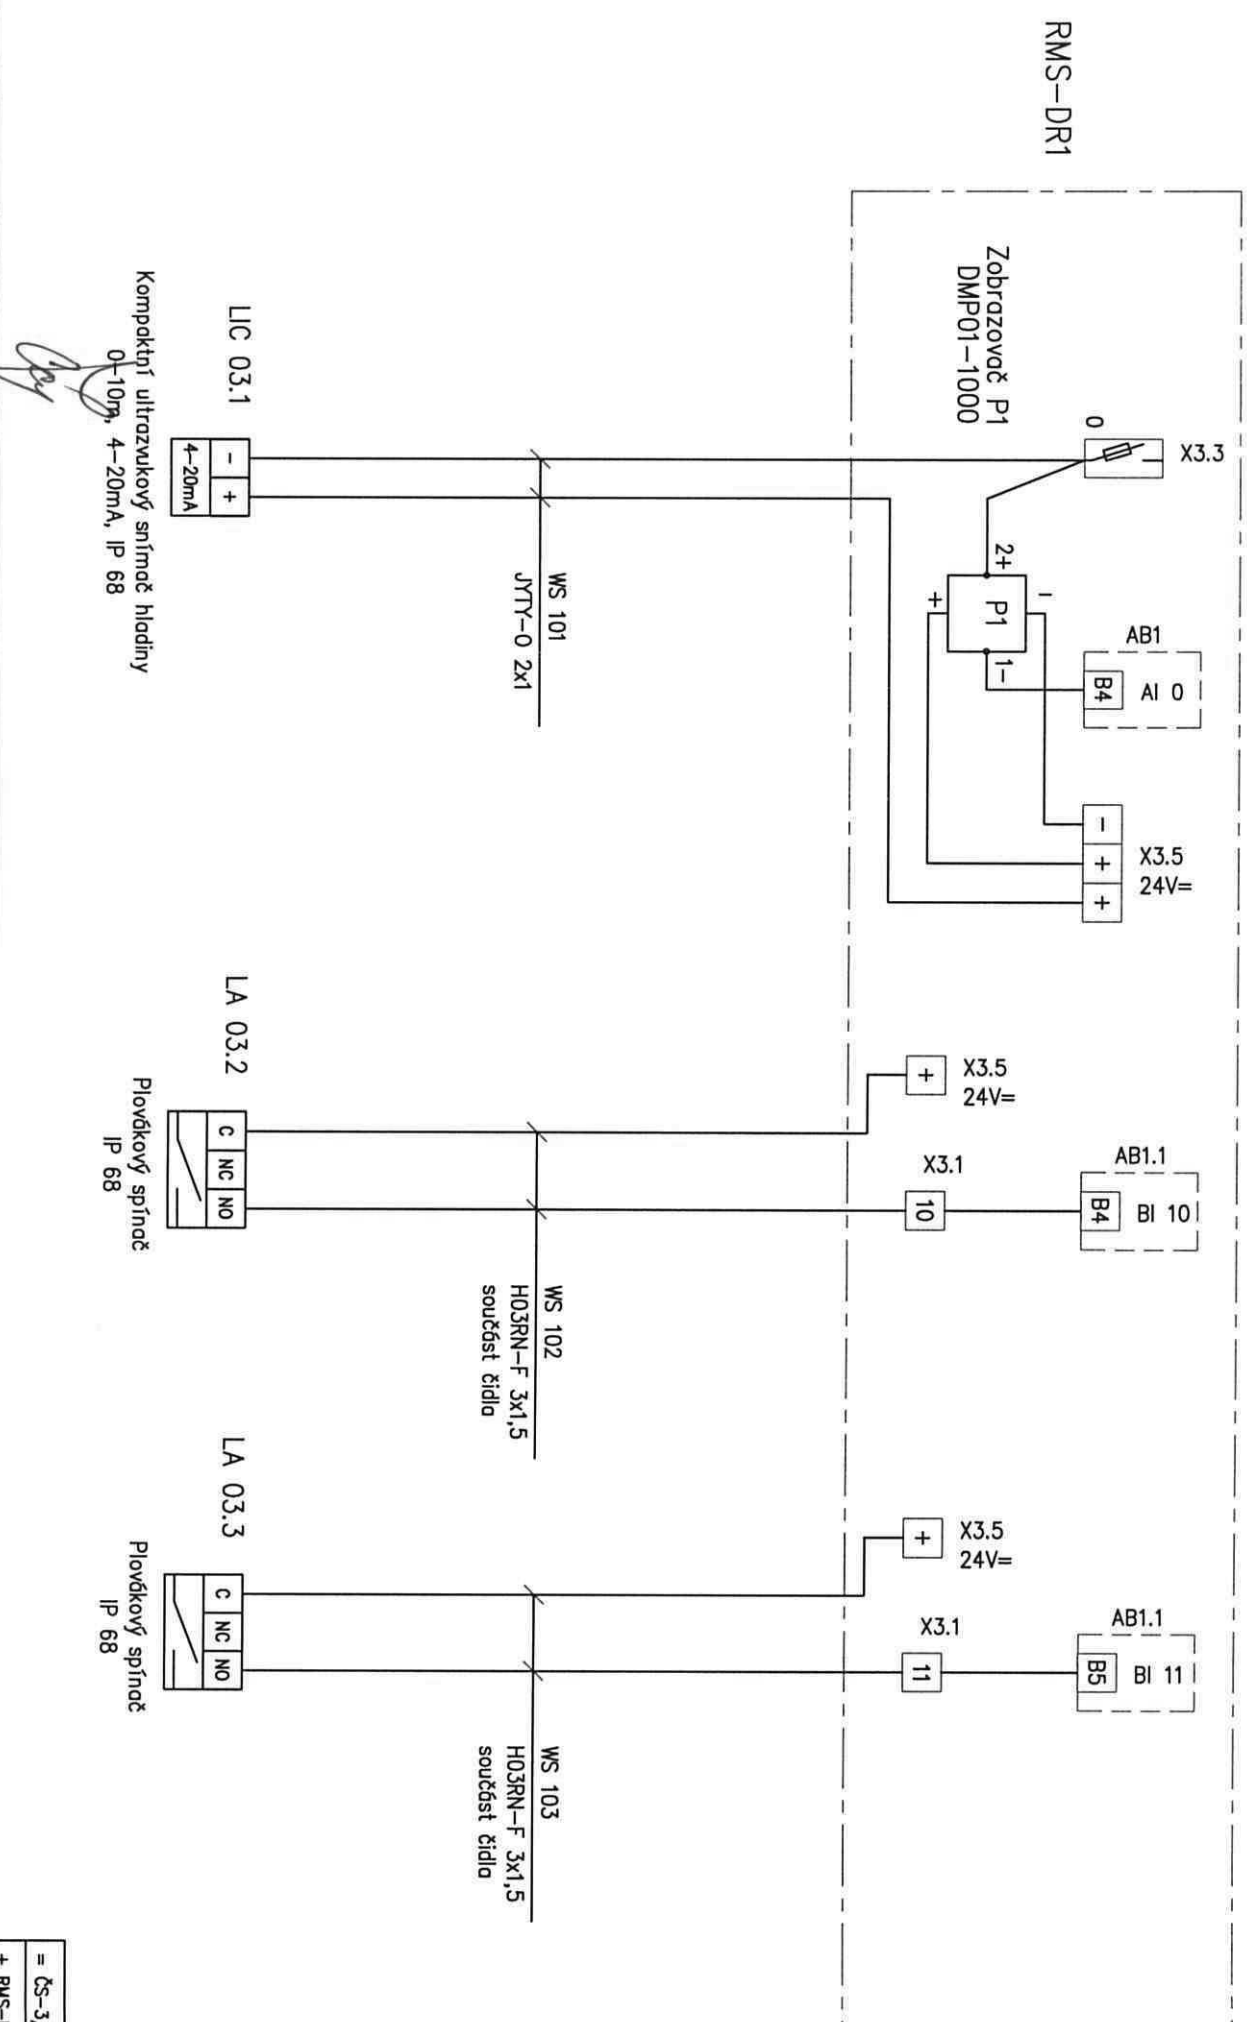 RMS-DR1
Zobrazovač P1
DMP01-1000
X3.3
0
2+
P1
-
+
1-
AB1
B4
AI 0
-
+
+
X3.5
24V=
WS 101
JYTY-O 2x1
LIC 03.1
-
+
4-20mA
Kompaktní ultrazvukový snímač hladiny
0-10m, 4-20mA, IP 68
+
X3.5
24V=
X3.1
10
AB1.1
B4
BI 10
WS 102
H03RN-F 3x1,5
součást čidla
LA 03.2
C NC NO
Plovákový spínač
IP 68
+
X3.5
24V=
X3.1
11
AB1.1
B5
BI 11
WS 103
H03RN-F 3x1,5
součást čidla
LA 03.3
C NC NO
Plovákový spínač
IP 68
= ČS-3
+ RMS-